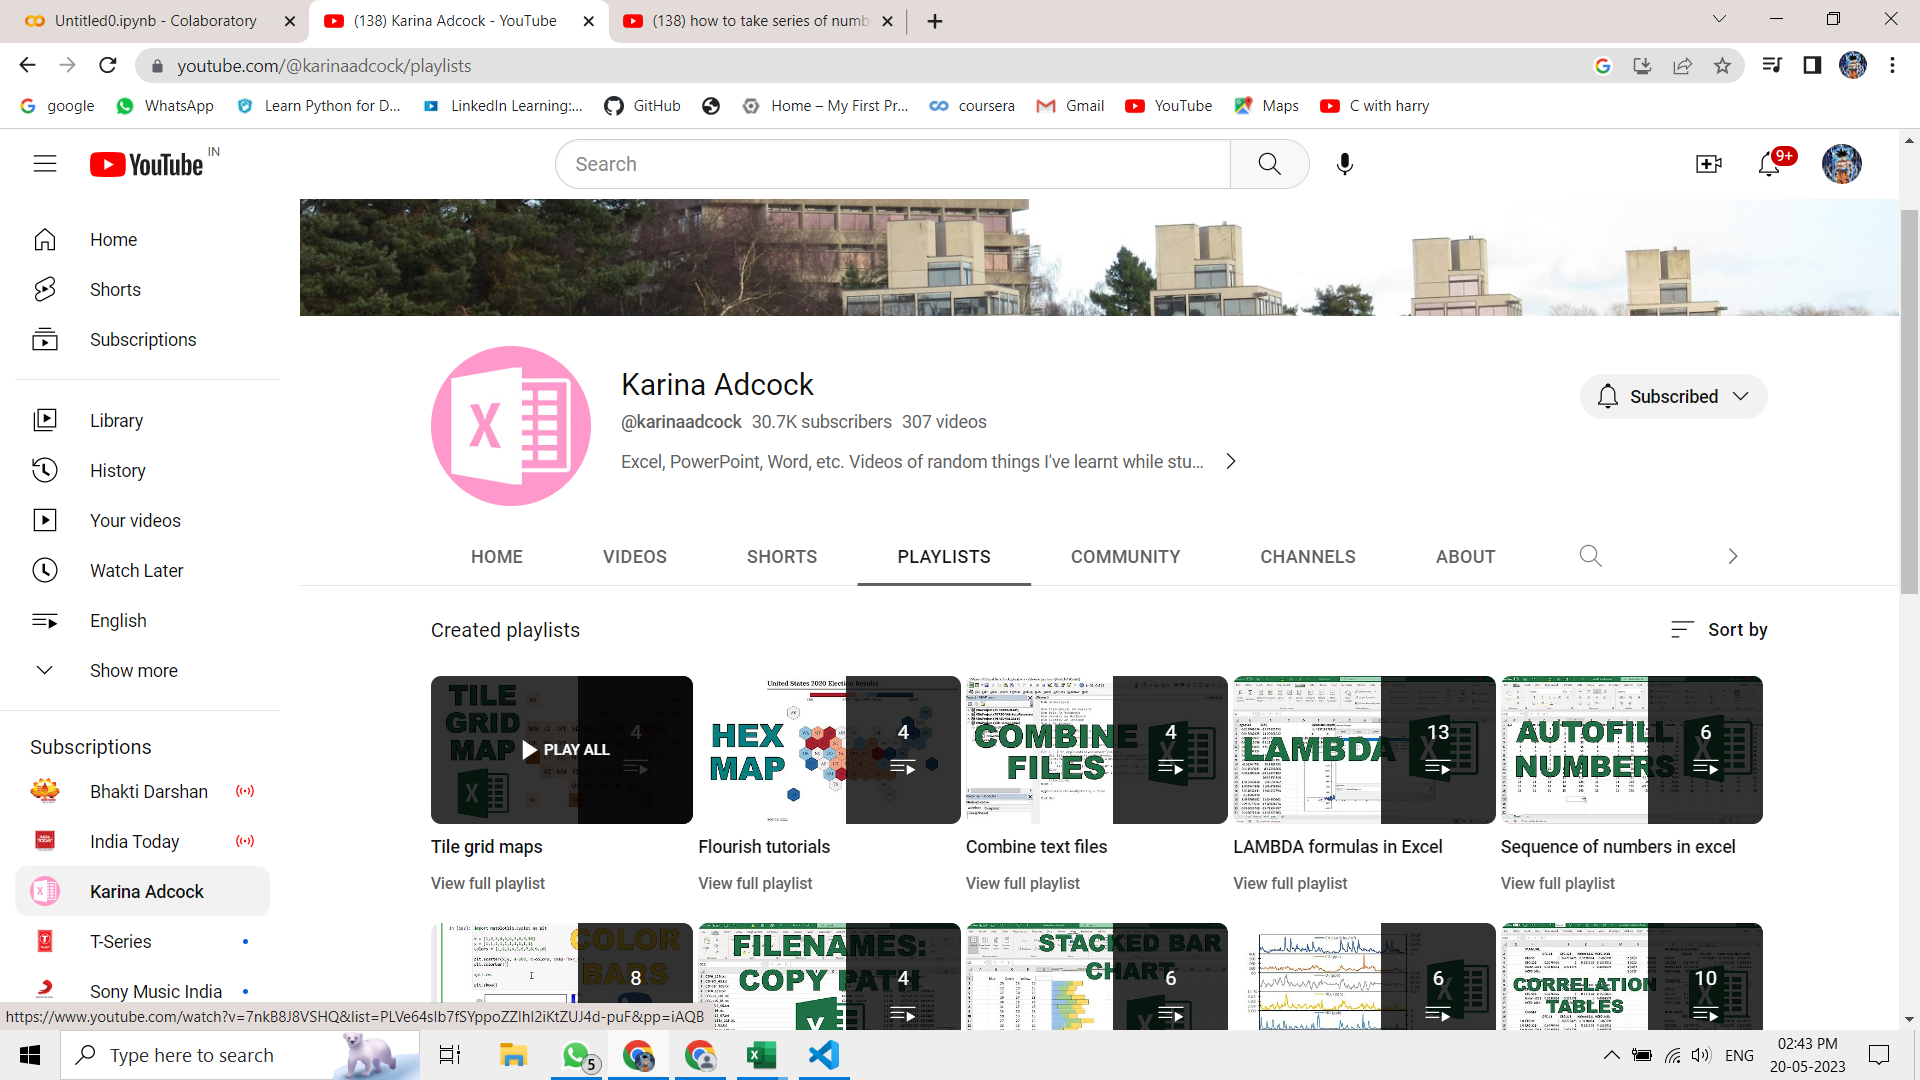 Untitled0.ipynb - Colaboratory
(138) Karina Adcock - YouTube
(138) how to take series of numb
youtube.com/@karinaadcock/playlists
google
WhatsApp
Learn Python for D...
LinkedIn Learning:...
GitHub
Home – My First Pr...
coursera
Gmail
YouTube
Maps
C with harry
YouTube IN
Search
9+
Home
Shorts
Subscriptions
Library
History
Your videos
Watch Later
English
Show more
Subscriptions
Bhakti Darshan
India Today
Karina Adcock
T-Series
Sony Music India
Karina Adcock
@karinaadcock 30.7K subscribers 307 videos
Excel, PowerPoint, Word, etc. Videos of random things I've learnt while stu...
Subscribed
HOME
VIDEOS
SHORTS
PLAYLISTS
COMMUNITY
CHANNELS
ABOUT
Created playlists
Sort by
TILE
GRID
MAP
4
PLAY ALL
Tile grid maps
View full playlist
United States 2020 Election Results
HEX
MAP
4
Flourish tutorials
View full playlist
COMBINE
FILES
4
Combine text files
View full playlist
LAMBDA
13
LAMBDA formulas in Excel
View full playlist
AUTOFILL
NUMBERS
6
Sequence of numbers in excel
View full playlist
COLOR
BARS
8
FILENAMES:
COPY PATH
4
STACKED BAR
CHART
6
6
CORRELATION
TABLES
10
https://www.youtube.com/watch?v=7nkB8J8VSHQ&list=PLVe64sIb7fSYppoZZIhI2iKtZUJ4d-puF&pp=iAQB
Type here to search
5
ENG
02:43 PM
20-05-2023